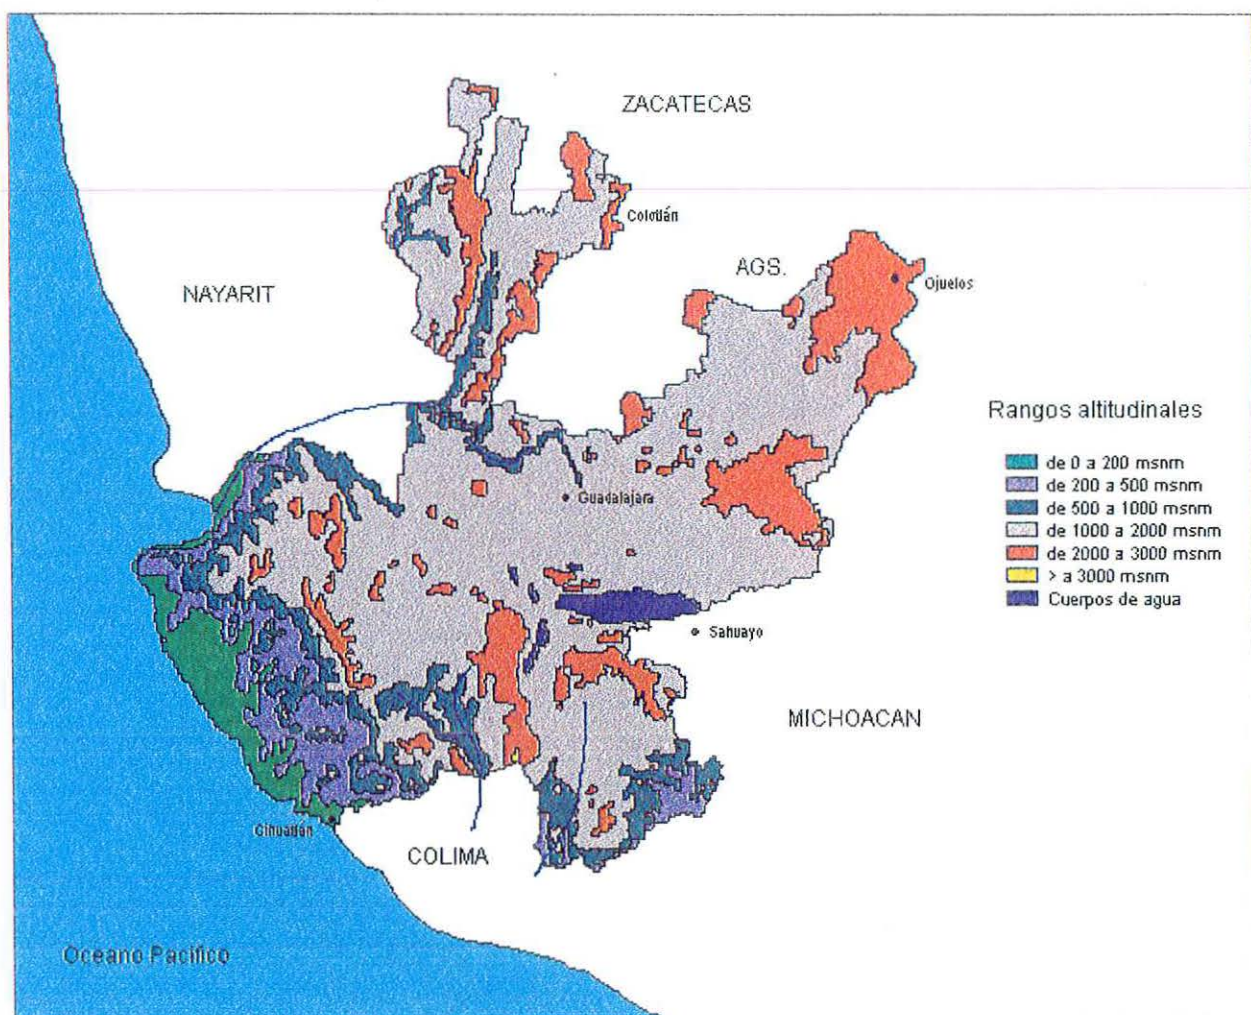 ZACATECAS
Colotlán
AGS.
Ojuelos
NAYARIT
Rangos altitudinales
de 0 a 200 msnm
de 200 a 500 msnm
de 500 a 1000 msnm
de 1000 a 2000 msnm
de 2000 a 3000 msnm
> a 3000 msnm
Cuerpos de agua
Guadalajara
Sahuayo
MICHOACAN
Cihuatlán
COLIMA
Oceano Pacifico